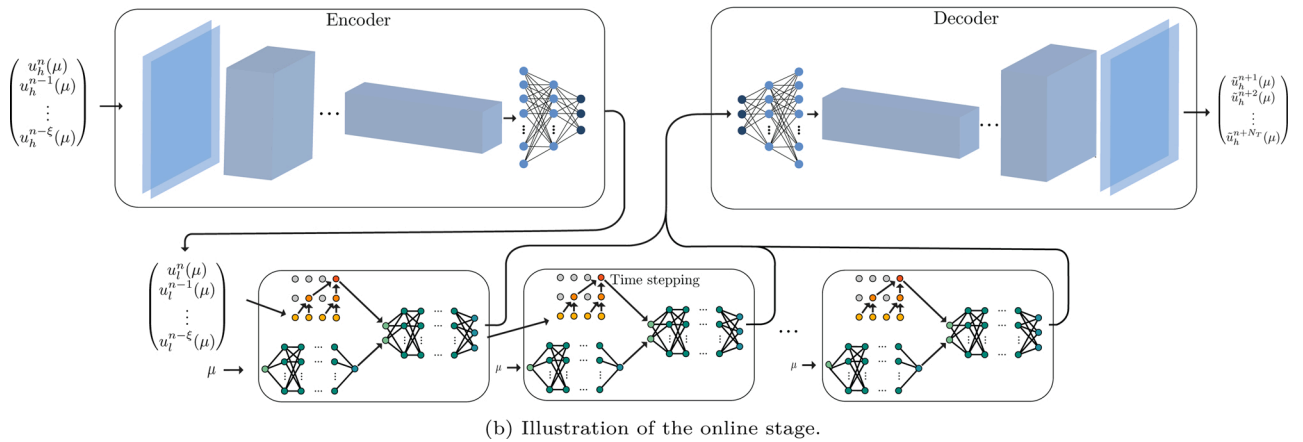 Encoder
Decoder
u_h^n(μ)
u_h^{n-1}(μ)
⋮
u_h^{n-ξ}(μ)
...
...
ũ_h^{n+1}(μ)
ũ_h^{n+2}(μ)
⋮
ũ_h^{n+N_T}(μ)
u_l^n(μ)
u_l^{n-1}(μ)
⋮
u_l^{n-ξ}(μ)
Time stepping
...
μ
μ
μ
(b) Illustration of the online stage.